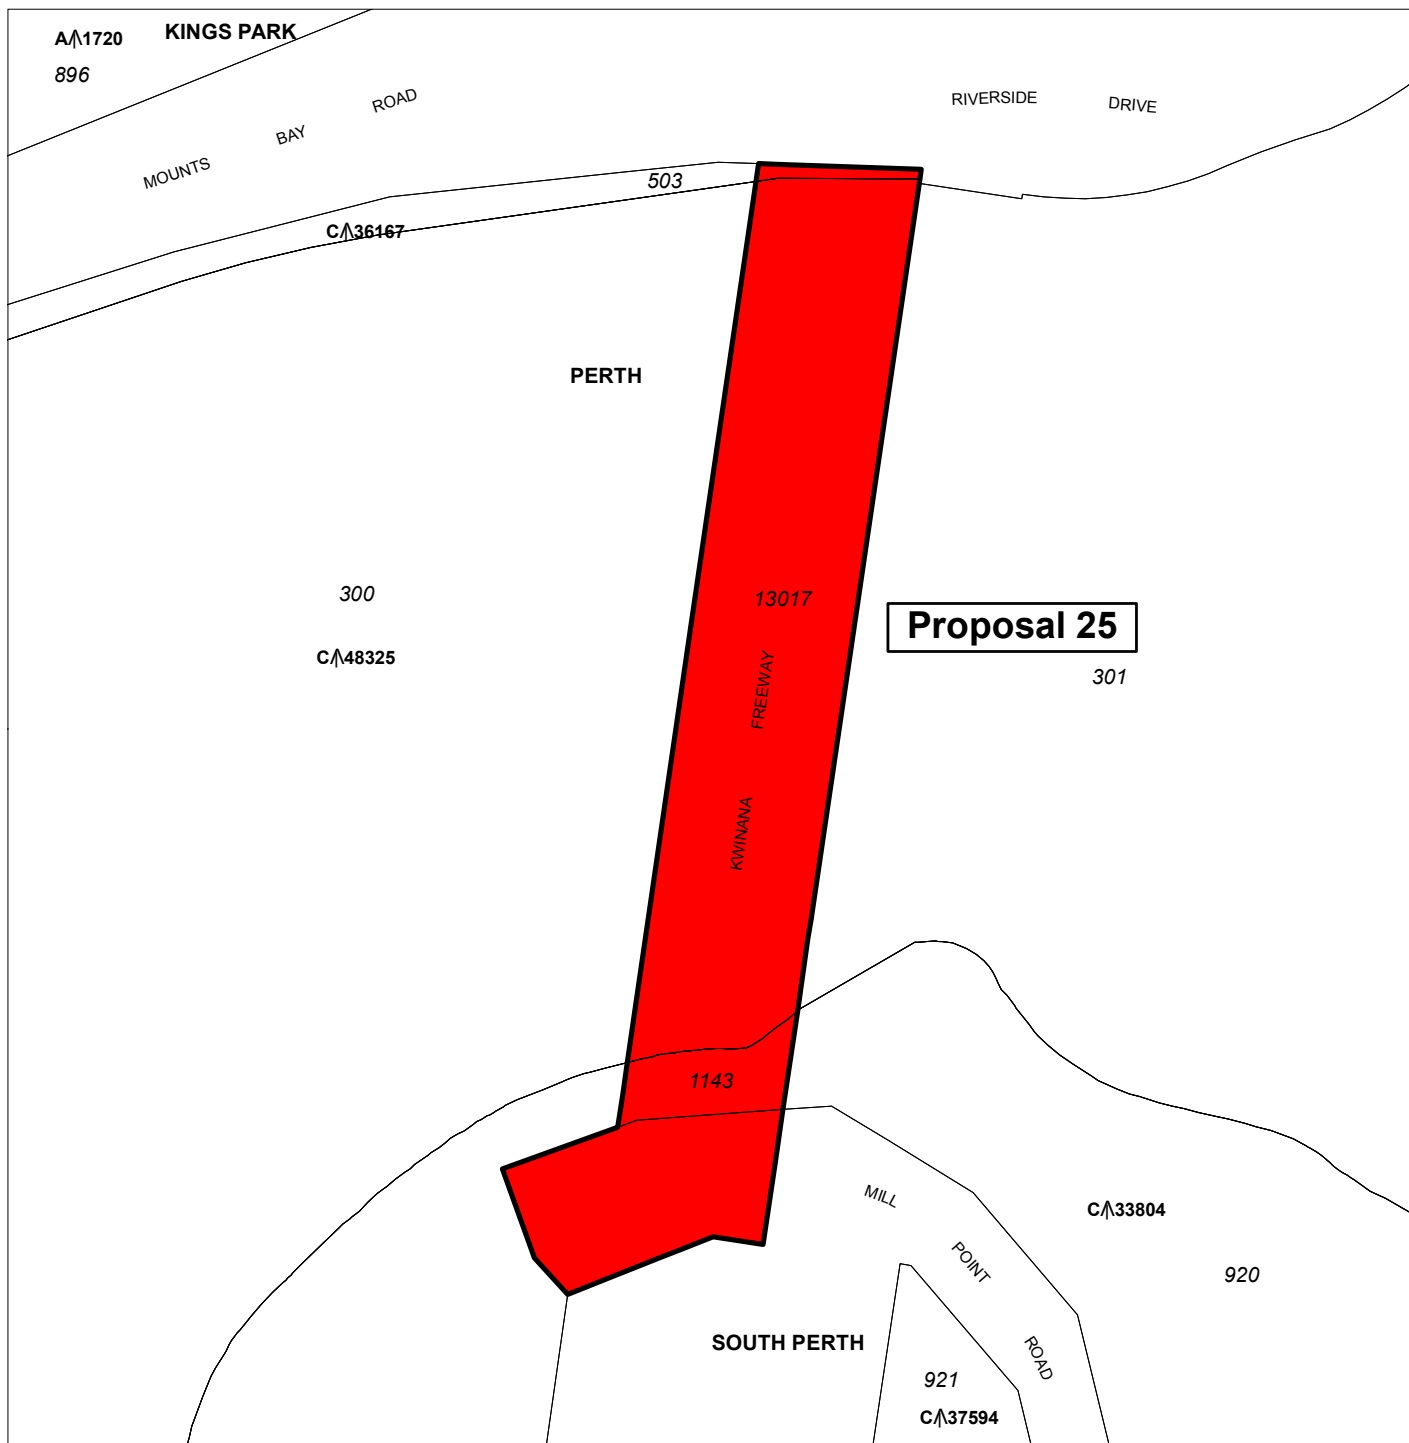 A/|\1720
KINGS PARK
896
MOUNTS BAY ROAD
RIVERSIDE DRIVE
503
C/|\36167
PERTH
300
C/|\48325
13017
Proposal 25
301
KWINANA FREEWAY
1143
MILL POINT ROAD
C/|\33804
920
SOUTH PERTH
921
C/|\37594